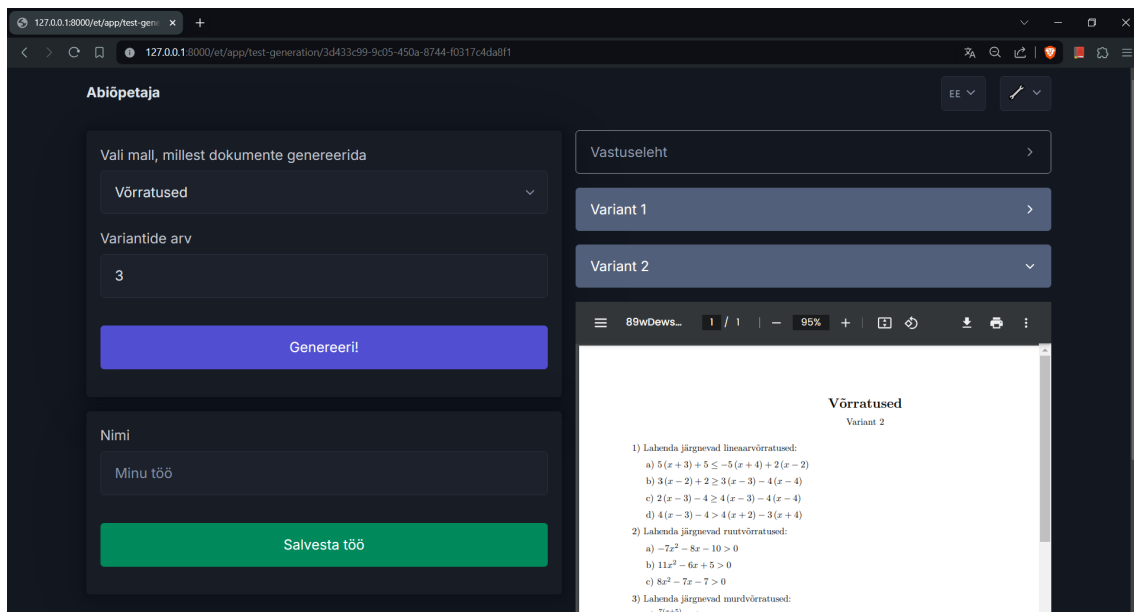 127.0.0.1:8000/et/app/test-gene
127.0.0.1:8000/et/app/test-generation/3d433c99-9c05-450a-8744-f0317c4da8f1
Abiõpetaja
EE
Vali mall, millest dokumente genereerida
Võrratused
Variantide arv
3
Genereeri!
Nimi
Minu töö
Salvesta töö
Vastuseleht
Variant 1
Variant 2
89wDews... 1 / 1 | − 95% + |
Võrratused
Variant 2
1) Lahenda järgnevad lineaarvõrratused:
a) 5 (x + 3) + 5 ≤ −5 (x + 4) + 2 (x − 2)
b) 3 (x − 2) + 2 ≥ 3 (x − 3) − 4 (x − 4)
c) 2 (x − 3) − 4 ≥ 4 (x − 3) − 4 (x − 4)
d) 4 (x − 3) − 4 > 4 (x + 2) − 3 (x + 4)
2) Lahenda järgnevad ruutvõrratused:
a) −7x² − 8x − 10 > 0
b) 11x² − 6x + 5 > 0
c) 8x² − 7x − 7 > 0
3) Lahenda järgnevad murdvõrratused: